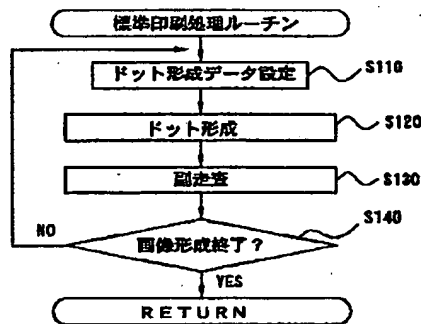 標準印刷処理ルーチン
ドット形成データ設定
S110
ドット形成
S120
副走査
S130
S140
NO
画像形成終了？
YES
RETURN